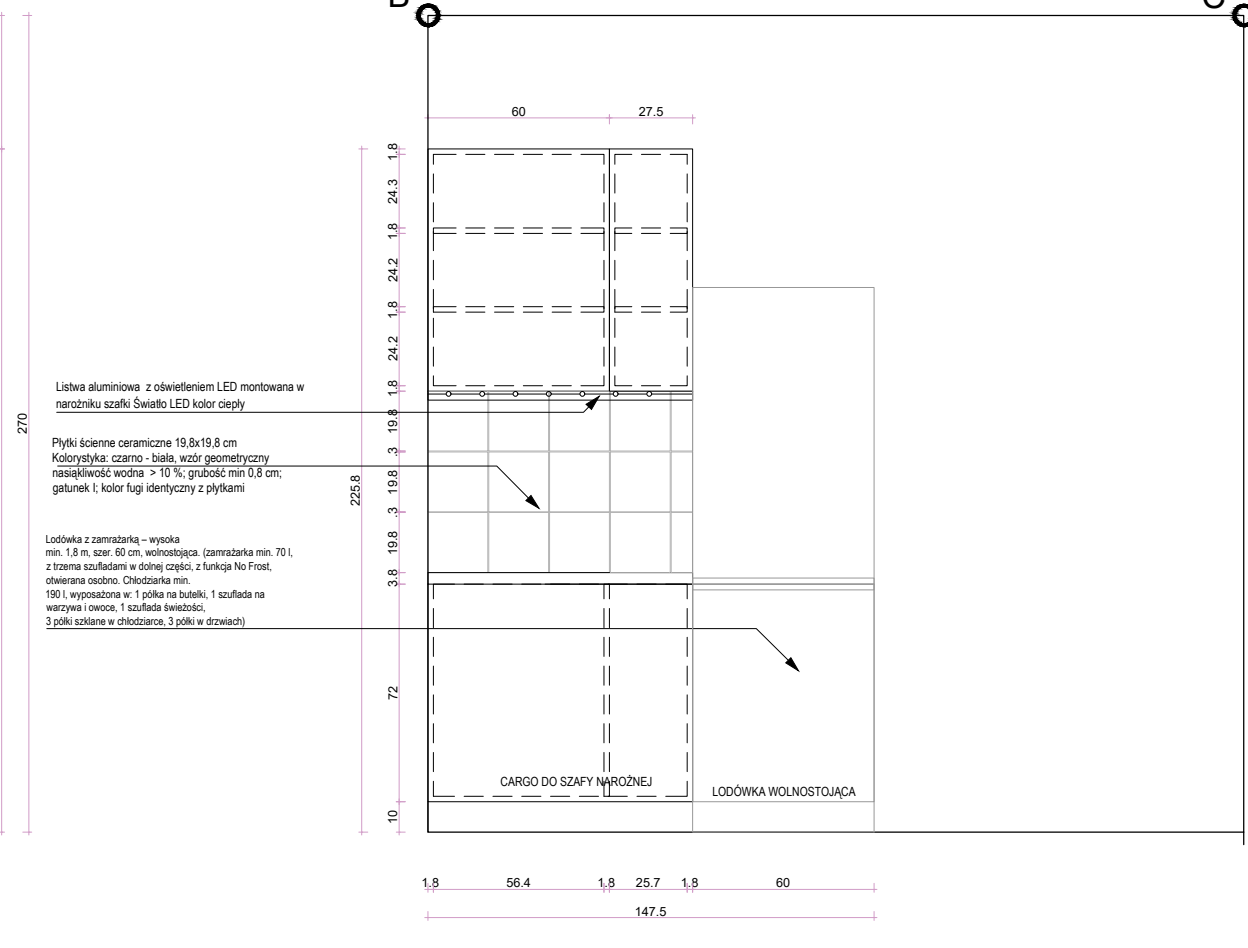 B
60
27.5
1.8
24.3
1.8
24.2
1.8
24.2
1.8
19.8
.3
19.8
.3
19.8
3.8
72
10
270
225.8
Listwa aluminiowa z oświetleniem LED montowana w
narożniku szafki Światło LED kolor ciepły
Płytki ścienne ceramiczne 19,8x19,8 cm
Kolorystyka: czarno - biała, wzór geometryczny
nasiąkliwość wodna > 10 %; grubość min 0,8 cm;
gatunek I; kolor fugi identyczny z płytkami
Lodówka z zamrażarką – wysoka
min. 1,8 m, szer. 60 cm, wolnostojąca. (zamrażarka min. 70 l,
z trzema szufladami w dolnej części, z funkcja No Frost,
otwierana osobno. Chłodziarka min.
190 l, wyposażona w: 1 półka na butelki, 1 szuflada na
warzywa i owoce, 1 szuflada świeżości,
3 półki szklane w chłodziarce, 3 półki w drzwiach)
CARGO DO SZAFY NAROŻNEJ
LODÓWKA WOLNOSTOJĄCA
1.8
56.4
1.8
25.7
1.8
60
147.5